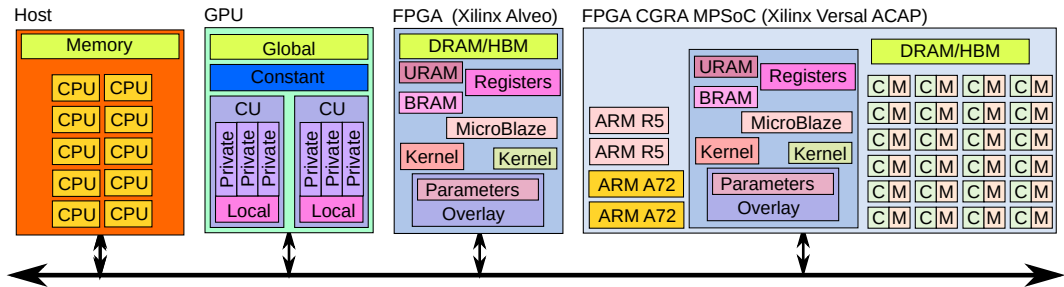 Host
Memory
CPU CPU
CPU CPU
CPU CPU
CPU CPU
CPU CPU
GPU
Global
Constant
CU
Private
Private
Private
Local
CU
Private
Private
Private
Local
FPGA (Xilinx Alveo)
DRAM/HBM
URAM
Registers
BRAM
MicroBlaze
Kernel
Kernel
Parameters
Overlay
FPGA CGRA MPSoC (Xilinx Versal ACAP)
ARM R5
ARM R5
ARM A72
ARM A72
URAM
Registers
BRAM
MicroBlaze
Kernel
Kernel
Parameters
Overlay
DRAM/HBM
C M C M C M C M
C M C M C M C M
C M C M C M C M
C M C M C M C M
C M C M C M C M
C M C M C M C M